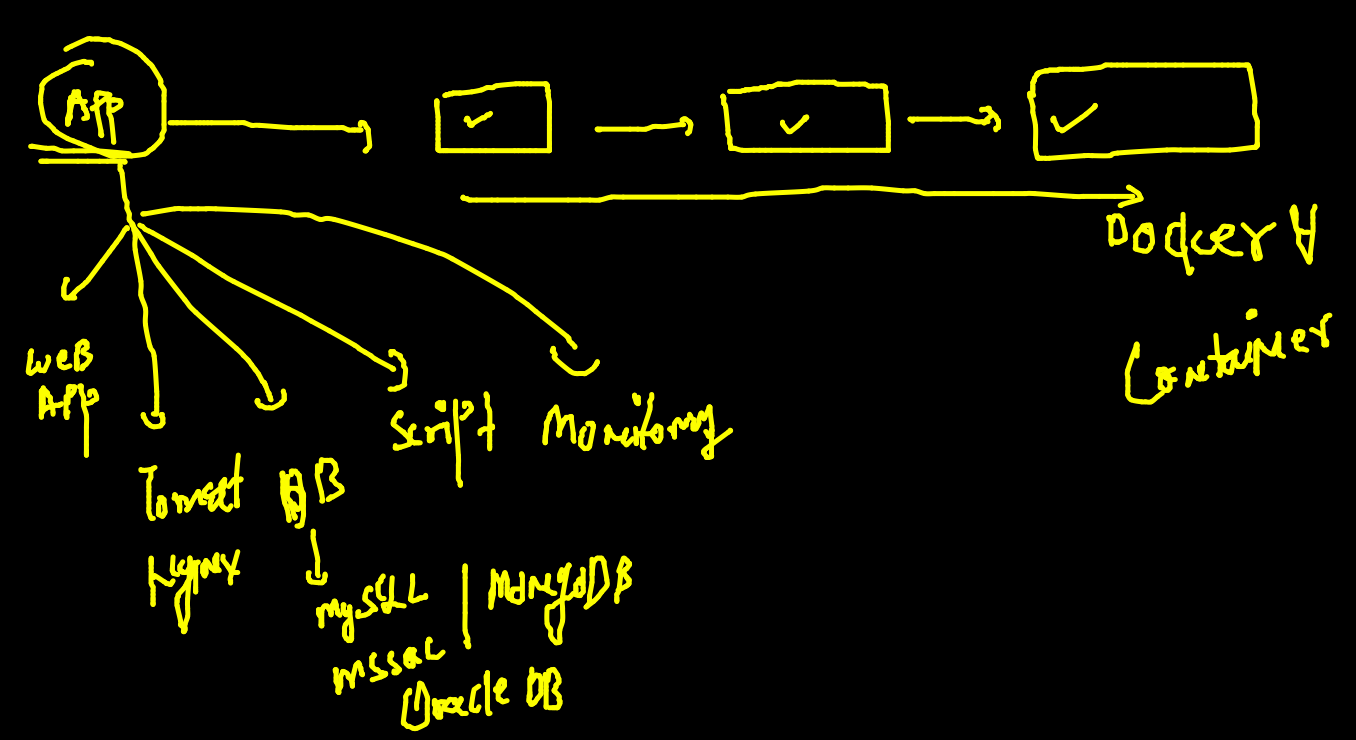 App
Docker
Container
Web
App
Script
Monitoring
Tomcat
DB
Nginx
MySQL
MongoDB
MSSQL
Oracle DB